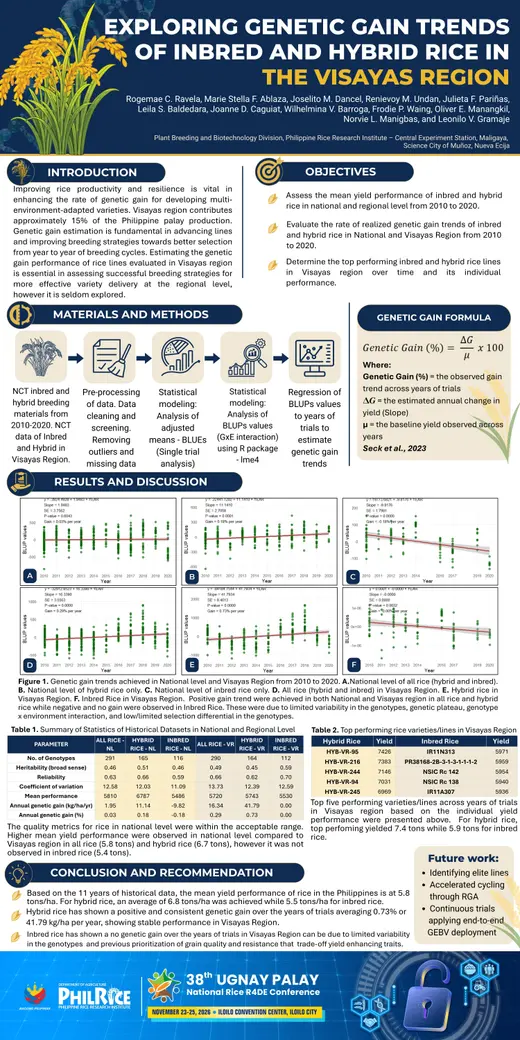 EXPLORING GENETIC GAIN TRENDS
OF INBRED AND HYBRID RICE IN
THE VISAYAS REGION
Rogemae C. Ravela, Marie Stella F. Ablaza, Joselito M. Dancel, Renievoy M. Undan, Julieta F. Pariñas,
Leila S. Baldedara, Joanne D. Caguiat, Wilhelmina V. Barroga, Frodie P. Waing, Oliver E. Manangkil,
Norvie L. Manigbas, and Leonilo V. Gramaje
Plant Breeding and Biotechnology Division, Philippine Rice Research Institute – Central Experiment Station, Maligaya,
Science City of Muñoz, Nueva Ecija
INTRODUCTION
Improving rice productivity and resilience is vital in
enhancing the rate of genetic gain for developing multi-
environment-adapted varieties. Visayas region contributes
approximately 15% of the Philippine palay production.
Genetic gain estimation is fundamental in advancing lines
and improving breeding strategies towards better selection
from year to year of breeding cycles. Estimating the genetic
gain performance of rice lines evaluated in Visayas region
is essential in assessing successful breeding strategies for
more effective variety delivery at the regional level,
however it is seldom explored.
OBJECTIVES
Assess the mean yield performance of inbred and hybrid
rice in national and regional level from 2010 to 2020.
Evaluate the rate of realized genetic gain trends of inbred
and hybrid rice in National and Visayas Region from 2010
to 2020.
Determine the top performing inbred and hybrid rice lines
in Visayas region over time and its individual
performance.
MATERIALS AND METHODS
NCT inbred and
hybrid breeding
materials from
2010-2020. NCT
data of Inbred
and Hybrid in
Visayas Region.
Pre-processing
of data. Data
cleaning and
screening.
Removing
outliers and
missing data
Statistical
modeling:
Analysis of
adjusted
means - BLUEs
(Single trial
analysis)
Statistical
modeling:
Analysis of
BLUPs values
(GxE interaction)
using R package
- lme4
Regression of
BLUPs values
to years of
trials to
estimate
genetic gain
trends
GENETIC GAIN FORMULA
Genetic Gain (%) = ΔG/μ x 100
Where:
Genetic Gain (%) = the observed gain
trend across years of trials
ΔG = the estimated annual change in
yield (Slope)
μ = the baseline yield observed across
years
Seck et al., 2023
RESULTS AND DISCUSSION
BLUP values
Year
A
B
C
D
E
F
Figure 1. Genetic gain trends achieved in National level and Visayas Region from 2010 to 2020. A.National level of all rice (hybrid and inbred).
B. National level of hybrid rice only. C. National level of inbred rice only. D. All rice (hybrid and inbred) in Visayas Region. E. Hybrid rice in
Visayas Region. F. Inbred Rice in Visayas Region. Positive gain trend were achieved in both National and Visayas region in all rice and hybrid
rice while negative and no gain were observed in Inbred Rice. These were due to limited variability in the genotypes, genetic plateau, genotype
x environment interaction, and low/limited selection differential in the genotypes.
Table 1. Summary of Statistics of Historical Datasets in National and Regional Level
PARAMETER ALL RICE - NL HYBRID RICE - NL INBRED RICE - NL ALL RICE - VR HYBRID RICE - VR INBRED RICE - VR
No. of Genotypes 291 165 116 290 164 112
Heritability (broad sense) 0.46 0.51 0.46 0.49 0.45 0.59
Reliability 0.63 0.66 0.59 0.66 0.62 0.70
Coefficient of variation 12.58 12.03 11.09 13.73 12.39 12.59
Mean performance 5810 6787 5486 5720 5743 5530
Annual genetic gain (kg/ha/yr) 1.95 11.14 -9.82 16.34 41.79 0.00
Annual genetic gain (%) 0.03 0.18 -0.18 0.29 0.73 0.00
The quality metrics for rice in national level were within the acceptable range.
Higher mean yield performance were observed in national level compared to
Visayas region in all rice (5.8 tons) and hybrid rice (6.7 tons), however it was not
observed in inbred rice (5.4 tons).
Table 2. Top performing rice varieties/lines in Visayas Region
Hybrid Rice Yield Inbred Rice Yield
HYB-VR-95 7426 IR11N313 5971
HYB-VR-216 7383 PR38168-2B-3-1-3-1-1-1-2 5959
HYB-VR-244 7146 NSIC Rc 142 5954
HYB-VR-94 7031 NSIC Rc 138 5940
HYB-VR-245 6969 IR11A307 5936
Top five performing varieties/lines across years of trials
in Visayas region based on the individual yield
performance were presented above. For hybrid rice,
top perfoming yielded 7.4 tons while 5.9 tons for inbred
rice.
CONCLUSION AND RECOMMENDATION
Based on the 11 years of historical data, the mean yield performance of rice in the Philippines is at 5.8
tons/ha. For hybrid rice, an average of 6.8 tons/ha was achieved while 5.5 tons/ha for inbred rice.
Hybrid rice has shown a positive and consistent genetic gain over the years of trials averaging 0.73% or
41.79 kg/ha per year, showing stable performance in Visayas Region.
Inbred rice has shown a no genetic gain over the years of trials in Visayas Region can be due to limited variability
in the genotypes and previous prioritization of grain quality and resistance that trade-off yield enhancing traits.
Future work:
Identifying elite lines
Accelerated cycling
through RGA
Continuous trials
applying end-to-end
GEBV deployment
DEPARTMENT OF AGRICULTURE
PHILRICE
PHILIPPINE RICE RESEARCH INSTITUTE
38th UGNAY PALAY
National Rice R4DE Conference
NOVEMBER 23-25, 2026 • ILOILO CONVENTION CENTER, ILOILO CITY